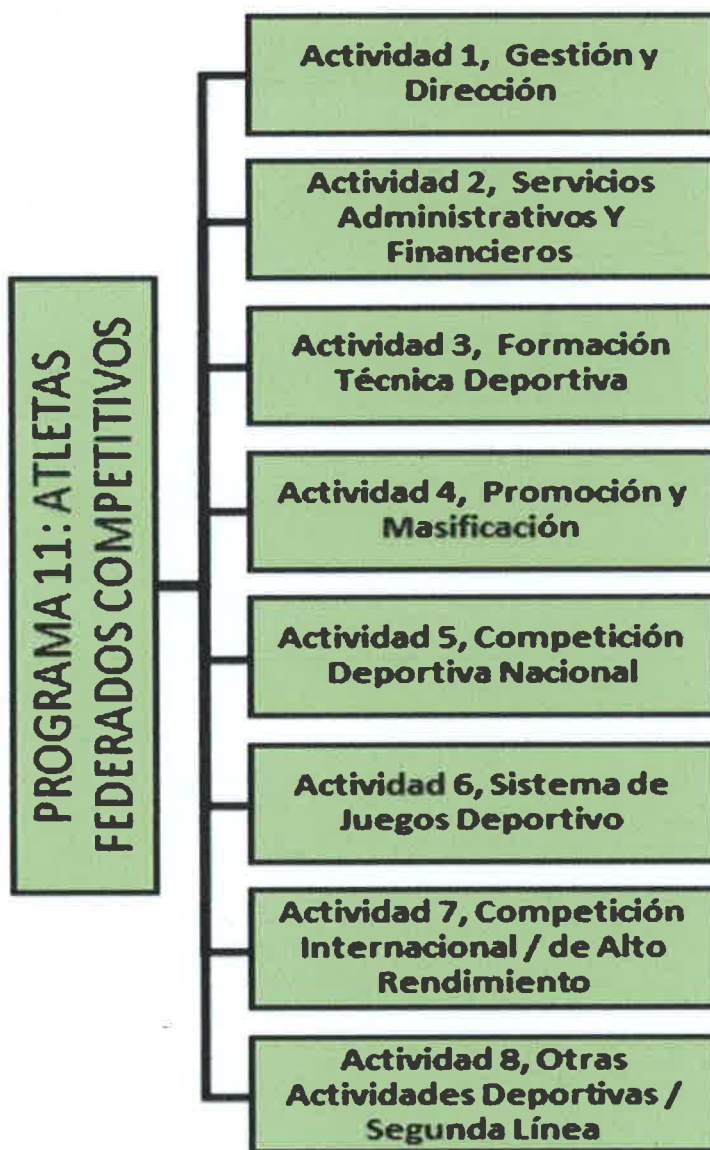 PROGRAMA 11: ATLETAS
FEDERADOS COMPETITIVOS
Actividad 1, Gestión y
Dirección
Actividad 2, Servicios
Administrativos Y
Financieros
Actividad 3, Formación
Técnica Deportiva
Actividad 4, Promoción y
Masificación
Actividad 5, Competición
Deportiva Nacional
Actividad 6, Sistema de
Juegos Deportivo
Actividad 7, Competición
Internacional / de Alto
Rendimiento
Actividad 8, Otras
Actividades Deportivas /
Segunda Línea